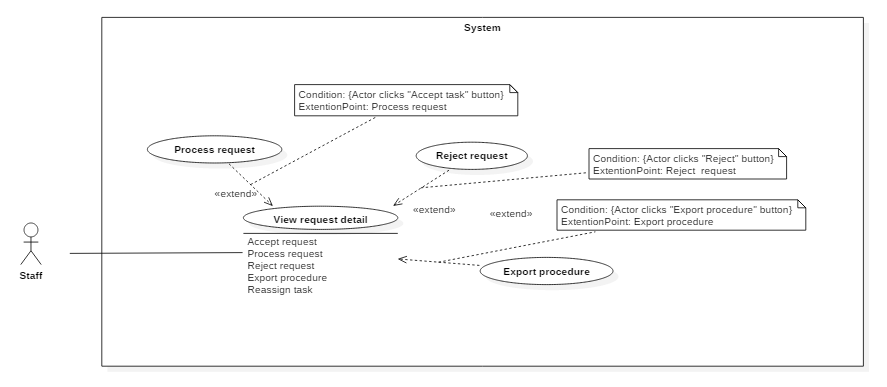 System
Condition: {Actor clicks "Accept task" button}
ExtentionPoint: Process request
Process request
Reject request
Condition: {Actor clicks "Reject" button}
ExtentionPoint: Reject  request
«extend»
«extend»
«extend»
Condition: {Actor clicks "Export procedure" button}
ExtentionPoint: Export procedure
View request detail
Accept request
Process request
Reject request
Export procedure
Reassign task
Export procedure
Staff